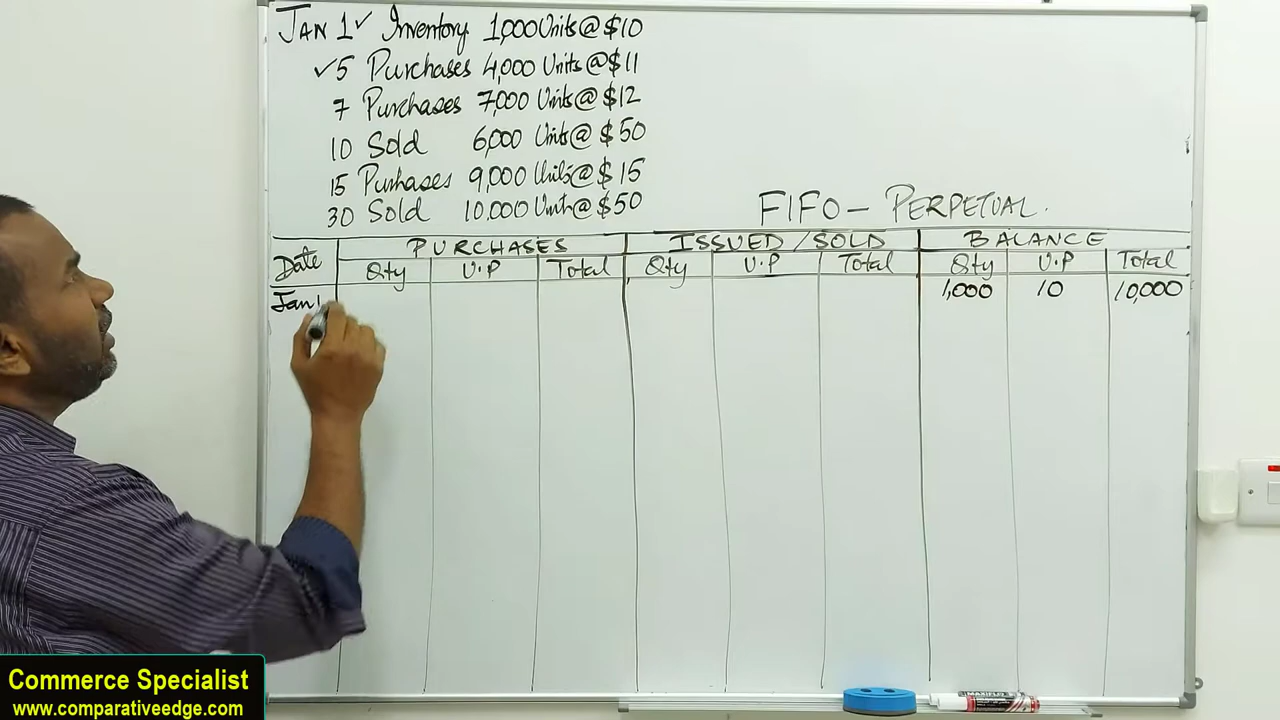 JAN 1 ✓ Inventory 1,000 Units @ $10
✓ 5 Purchases 4,000 Units @ $11
7 Purchases 7,000 Units @ $12
10 Sold 6,000 Units @ $50
15 Purhases 9,000 Units @ $15
30 Sold 10.000 Units @ $50
FIFO - PERPETUAL.
Date PURCHASES ISSUED/SOLD BALANCE
Qty U.P Total Qty U.P Total Qty U.P Total
Jan 1 1,000 10 10,000
MAXIFLO
Commerce Specialist
www.comparativeedge.com